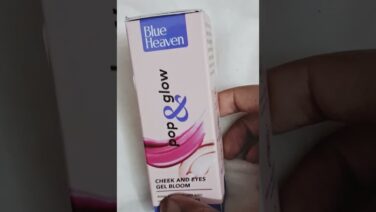 Blue
Heaven
pop & glow
CHEEK AND EYES
GEL BLOOM